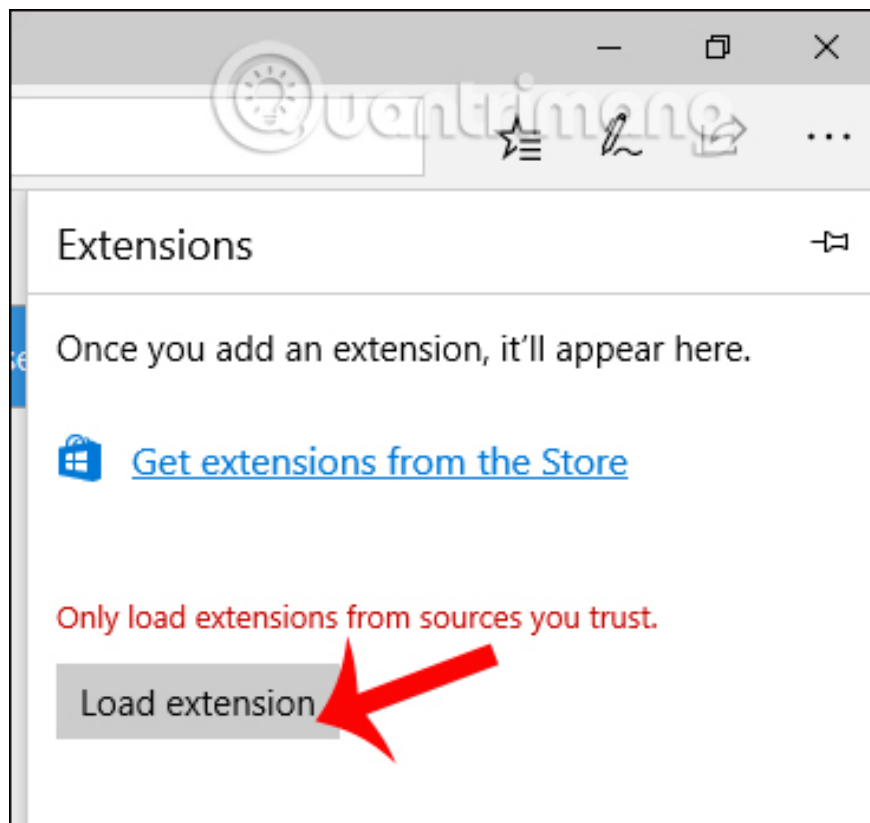 Quantrimang
Extensions
Once you add an extension, it'll appear here.
Get extensions from the Store
Only load extensions from sources you trust.
Load extension